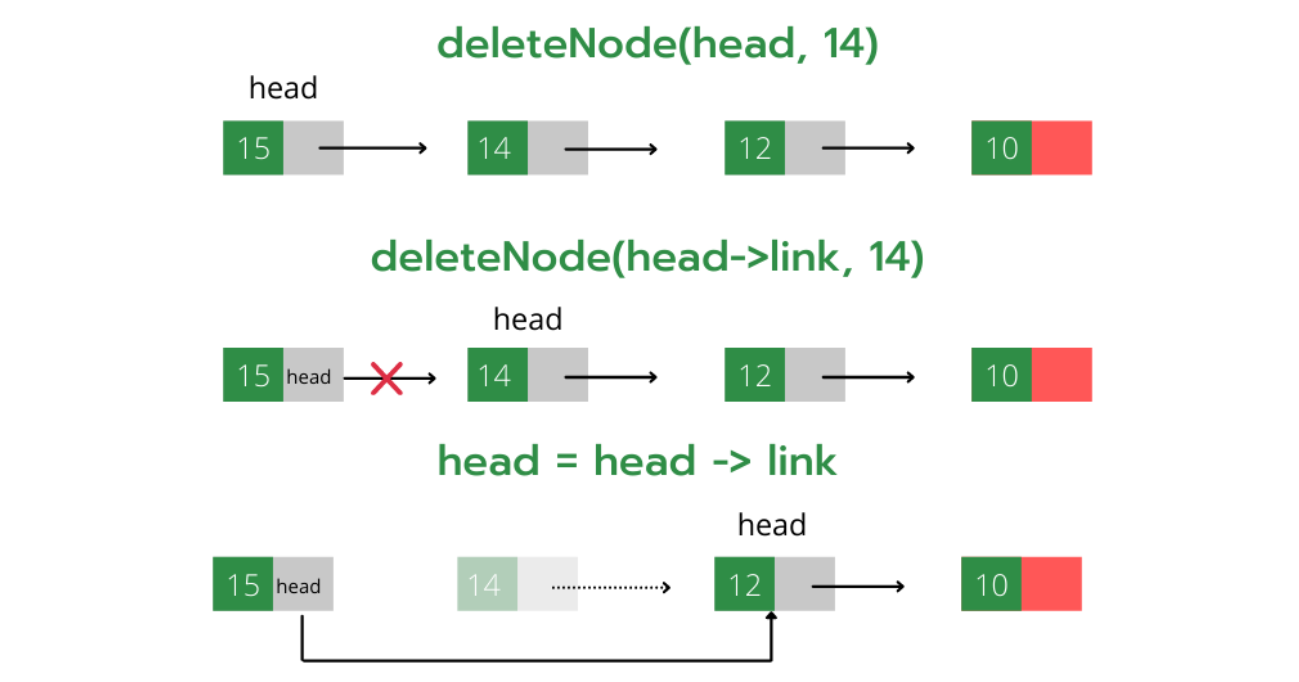 deleteNode(head, 14)
head
15 14 12 10
deleteNode(head->link, 14)
head
15 head 14 12 10
head = head -> link
head
15 head 14 12 10